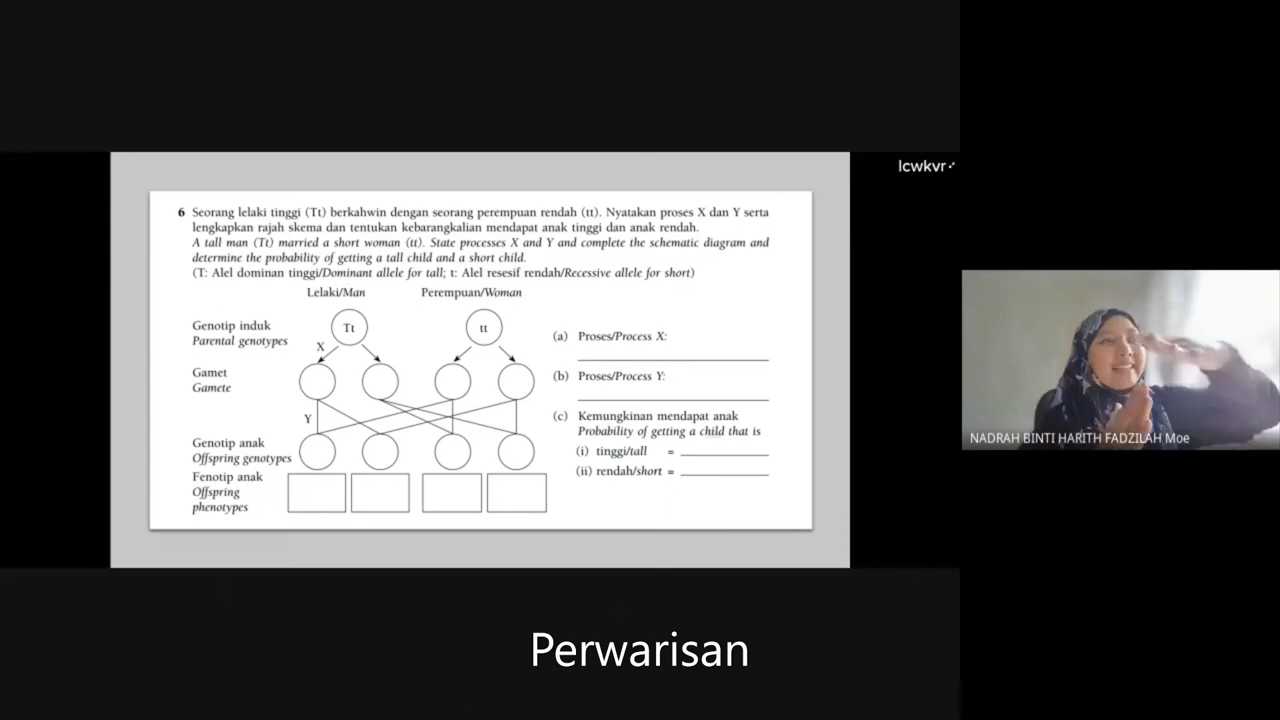 lcwkvr
6 Seorang lelaki tinggi (Tt) berkahwin dengan seorang perempuan rendah (tt). Nyatakan proses X dan Y serta
lengkapkan rajah skema dan tentukan kebarangkalian mendapat anak tinggi dan anak rendah.
A tall man (Tt) married a short woman (tt). State processes X and Y and complete the schematic diagram and
determine the probability of getting a tall child and a short child.
(T: Alel dominan tinggi/Dominant allele for tall; t: Alel resesif rendah/Recessive allele for short)
Lelaki/Man Perempuan/Woman
Genotip induk
Parental genotypes
Tt tt
X
Gamet
Gamete
Y
Genotip anak
Offspring genotypes
Fenotip anak
Offspring
phenotypes
(a) Proses/Process X:
(b) Proses/Process Y:
(c) Kemungkinan mendapat anak
Probability of getting a child that is
(i) tinggi/tall =
(ii) rendah/short =
NADRAH BINTI HARITH FADZILAH Moe
Perwarisan